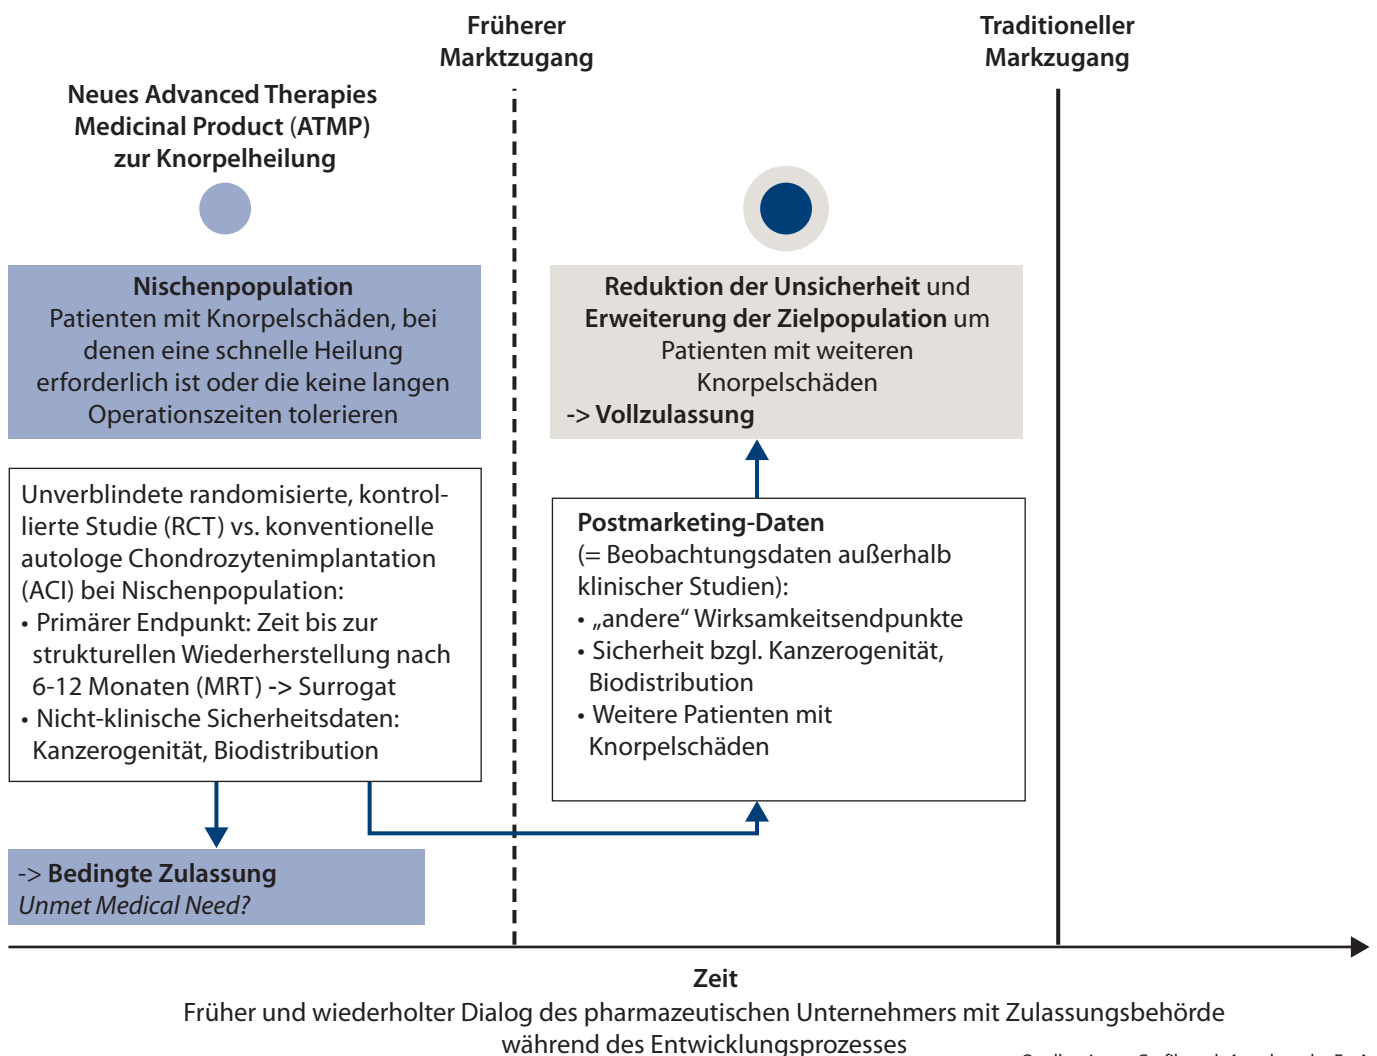 Früherer
Marktzugang
Traditioneller
Markzugang
Neues Advanced Therapies
Medicinal Product (ATMP)
zur Knorpelheilung
Nischenpopulation
Patienten mit Knorpelschäden, bei
denen eine schnelle Heilung
erforderlich ist oder die keine langen
Operationszeiten tolerieren
Reduktion der Unsicherheit und
Erweiterung der Zielpopulation um
Patienten mit weiteren
Knorpelschäden
-> Vollzulassung
Unverblindete randomisierte, kontrol-
lierte Studie (RCT) vs. konventionelle
autologe Chondrozytenimplantation
(ACI) bei Nischenpopulation:
• Primärer Endpunkt: Zeit bis zur
strukturellen Wiederherstellung nach
6-12 Monaten (MRT) -> Surrogat
• Nicht-klinische Sicherheitsdaten:
Kanzerogenität, Biodistribution
Postmarketing-Daten
(= Beobachtungsdaten außerhalb
klinischer Studien):
• „andere“ Wirksamkeitsendpunkte
• Sicherheit bzgl. Kanzerogenität,
Biodistribution
• Weitere Patienten mit
Knorpelschäden
-> Bedingte Zulassung
Unmet Medical Need?
Zeit
Früher und wiederholter Dialog des pharmazeutischen Unternehmers mit Zulassungsbehörde
während des Entwicklungsprozesses